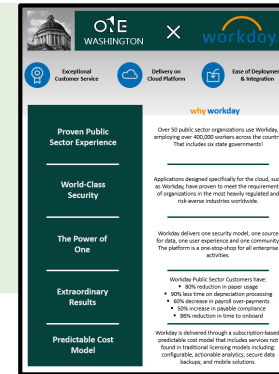 ONE
WASHINGTON
X
workday.
Exceptional
Customer Service
Delivery on
Cloud Platform
Ease of Deployment
& Integration
why workday
Proven Public
Sector Experience
Over 50 public sector organizations use Workday,
employing over 400,000 workers across the country.
That includes six state governments!
World-Class
Security
Applications designed specifically for the cloud, such
as Workday, have proven to meet the requirements
of organizations in the most heavily regulated and
risk-averse industries worldwide.
The Power of
One
Workday delivers one security model, one source
for data, one user experience and one community.
The platform is a one-stop-shop for all enterprise
activities.
Extraordinary
Results
Workday Public Sector Customers have:
▪ 80% reduction in paper usage
▪ 90% less time on depreciation processing
▪ 60% decrease in payroll over-payments
▪ 50% increase in payable compliance
▪ 86% reduction in time to onboard
Predictable Cost
Model
Workday is delivered through a subscription-based
predictable cost model that includes services not
found in traditional licensing models including:
configurable, actionable analytics; secure data
backups; and mobile solutions.